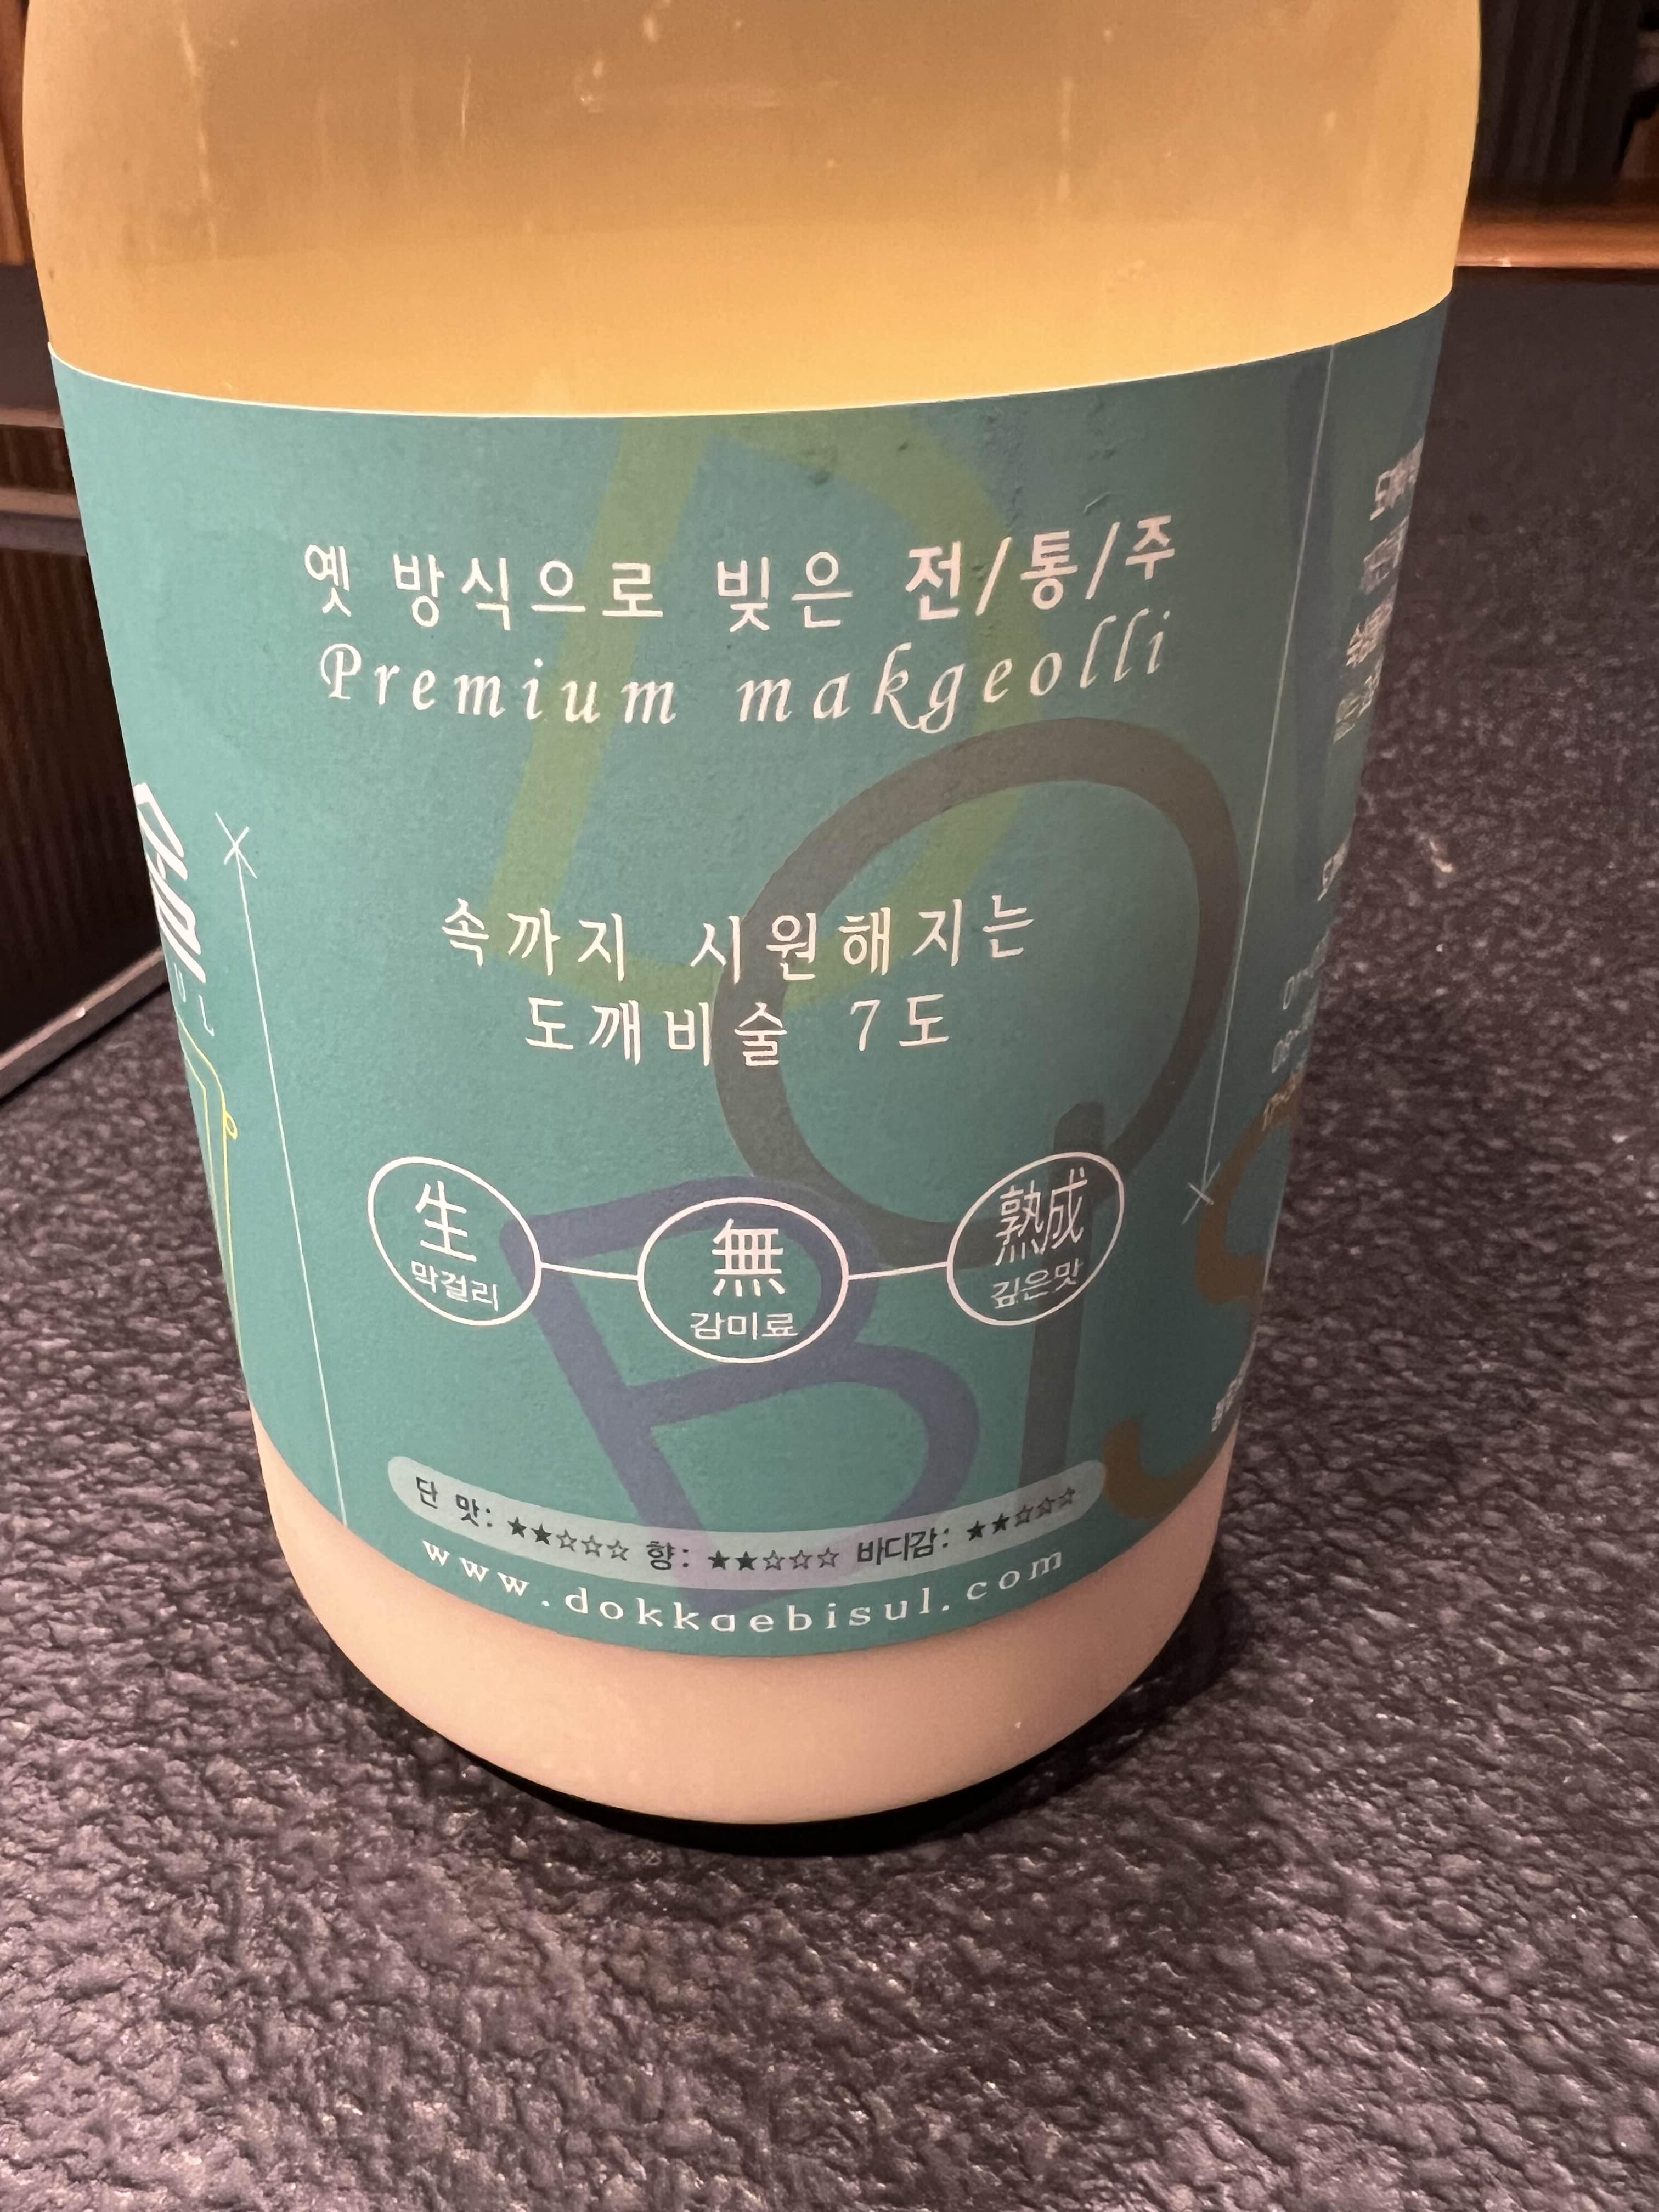 옛 방식으로 빚은 전/통/주
Premium makgeolli
속까지 시원해지는
도깨비술 7도
生
막걸리
無
감미료
熟成
깊은맛
단 맛: ★★☆☆☆ 향: ★★☆☆☆ 바디감: ★★☆☆☆
www.dokkaebisul.com